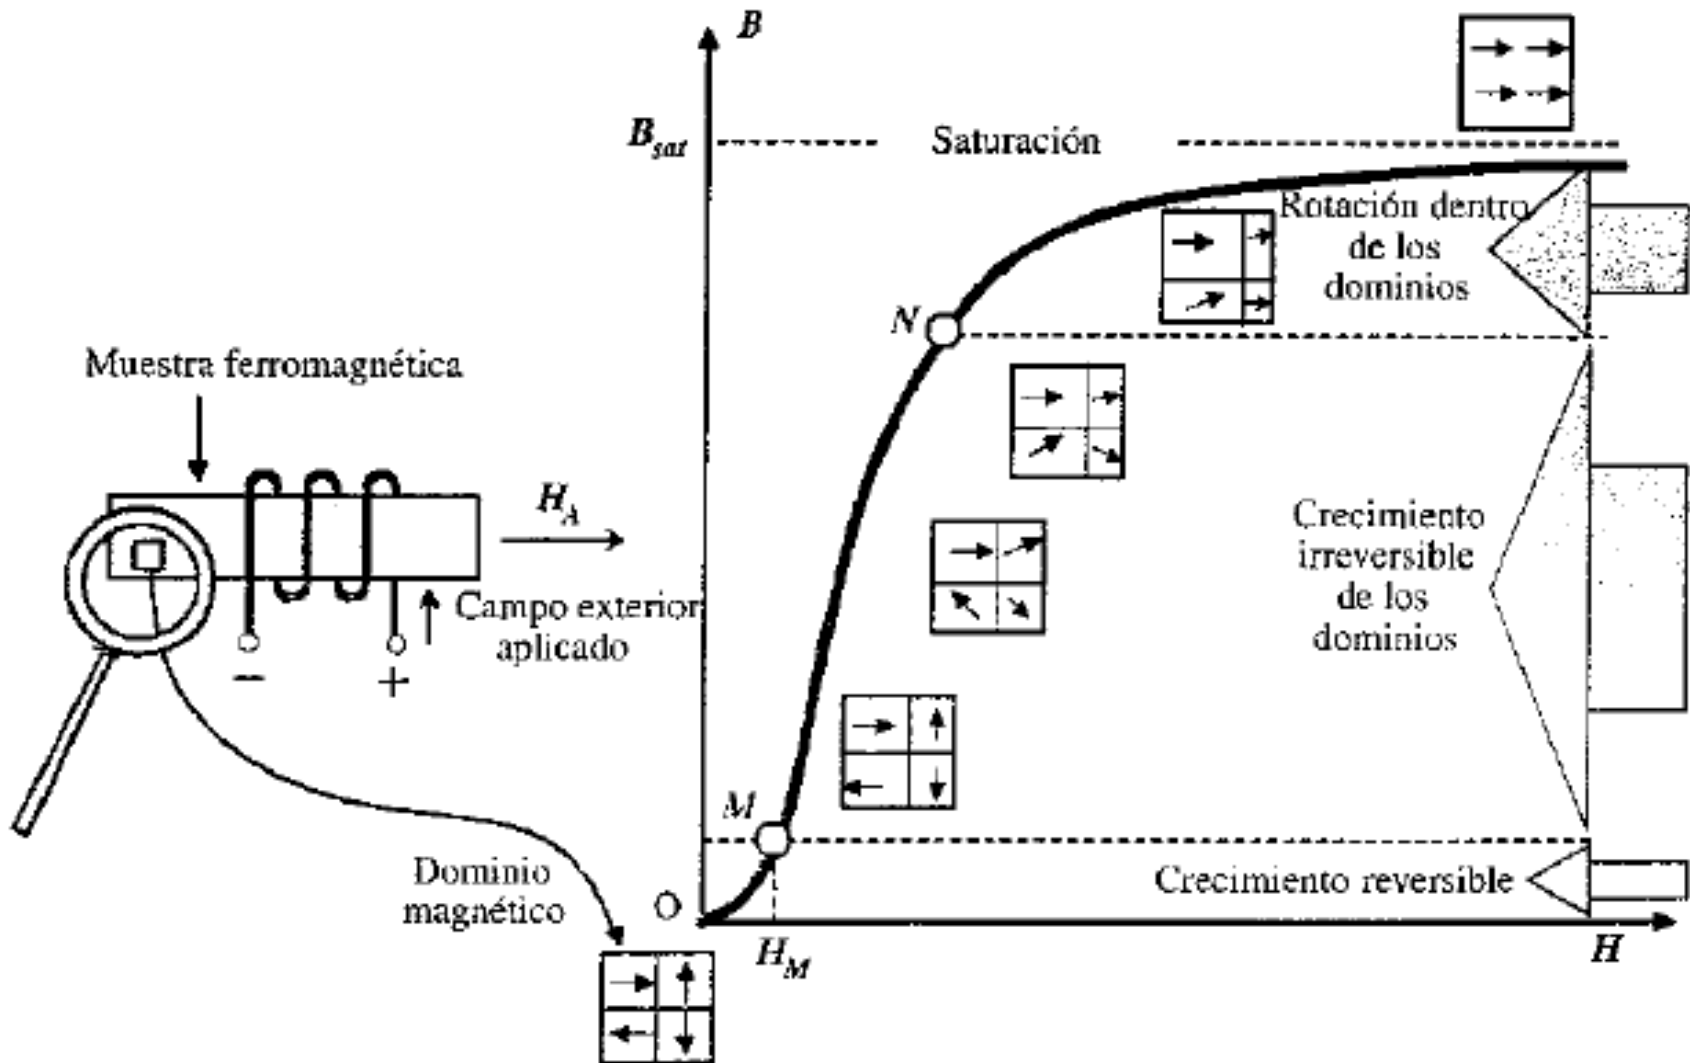 B
B_sat
Saturación
Rotación dentro
de los
dominios
N
Muestra ferromagnética
H_A
Campo exterior
aplicado
−
+
Crecimiento
irreversible
de los
dominios
M
Crecimiento reversible
Dominio
magnético
O
H_M
H